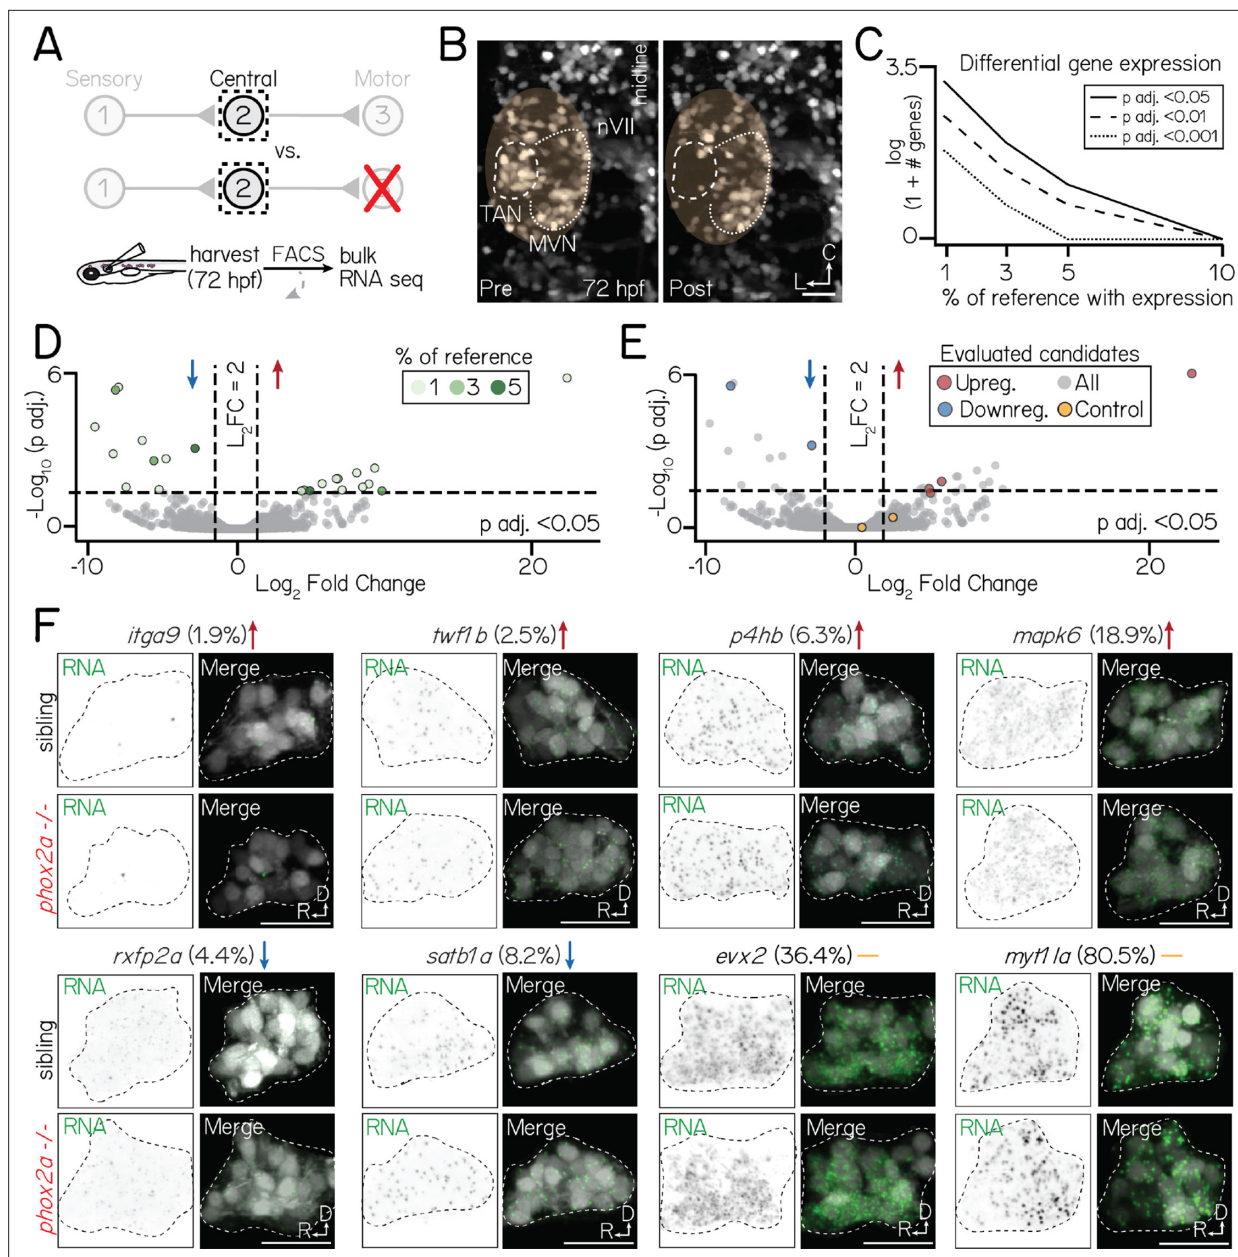 A
Sensory
Central
Motor
1
2
3
vs.
1
2
harvest
(72 hpf)
FACS
bulk
RNA seq
B
midline
nVII
TAN
MVN
Pre
72 hpf
Post
C
L
C
Differential gene expression
p adj. <0.05
p adj. <0.01
p adj. <0.001
3.5
0
log
(1 + # genes)
1
3
5
10
% of reference with expression
D
% of reference
1
3
5
L2FC = 2
6
0
-Log10 (p adj.)
p adj. <0.05
-10
0
20
Log2 Fold Change
E
Evaluated candidates
Upreg.
All
Downreg.
Control
L2FC = 2
6
0
-Log10 (p adj.)
p adj. <0.05
-10
0
20
Log2 Fold Change
F
itga9 (1.9%)
twf1b (2.5%)
p4hb (6.3%)
mapk6 (18.9%)
sibling
RNA
Merge
RNA
Merge
RNA
Merge
RNA
Merge
phox2a -/-
RNA
Merge
D
R
RNA
Merge
D
R
RNA
Merge
D
R
RNA
Merge
D
R
rxfp2a (4.4%)
satb1a (8.2%)
evx2 (36.4%)
myt1la (80.5%)
sibling
RNA
Merge
RNA
Merge
RNA
Merge
RNA
Merge
phox2a -/-
RNA
Merge
D
R
RNA
Merge
D
R
RNA
Merge
D
R
RNA
Merge
D
R